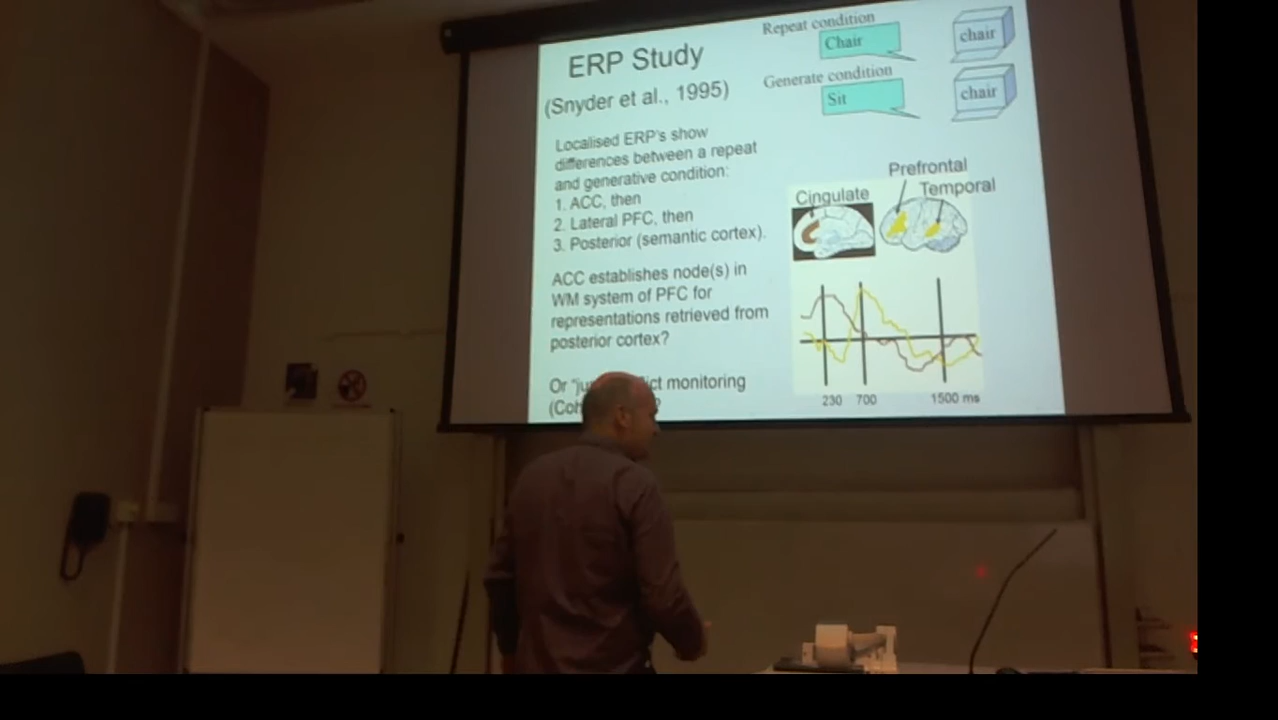 ERP Study
(Snyder et al., 1995)
Localised ERP's show
differences between a repeat
and generative condition:
1. ACC, then
2. Lateral PFC, then
3. Posterior (semantic cortex).
ACC establishes node(s) in
WM system of PFC for
representations retrieved from
posterior cortex?
Or monitoring
Repeat condition
Chair
chair
Generate condition
Sit
chair
Prefrontal
Cingulate
Temporal
230 700 1500 ms